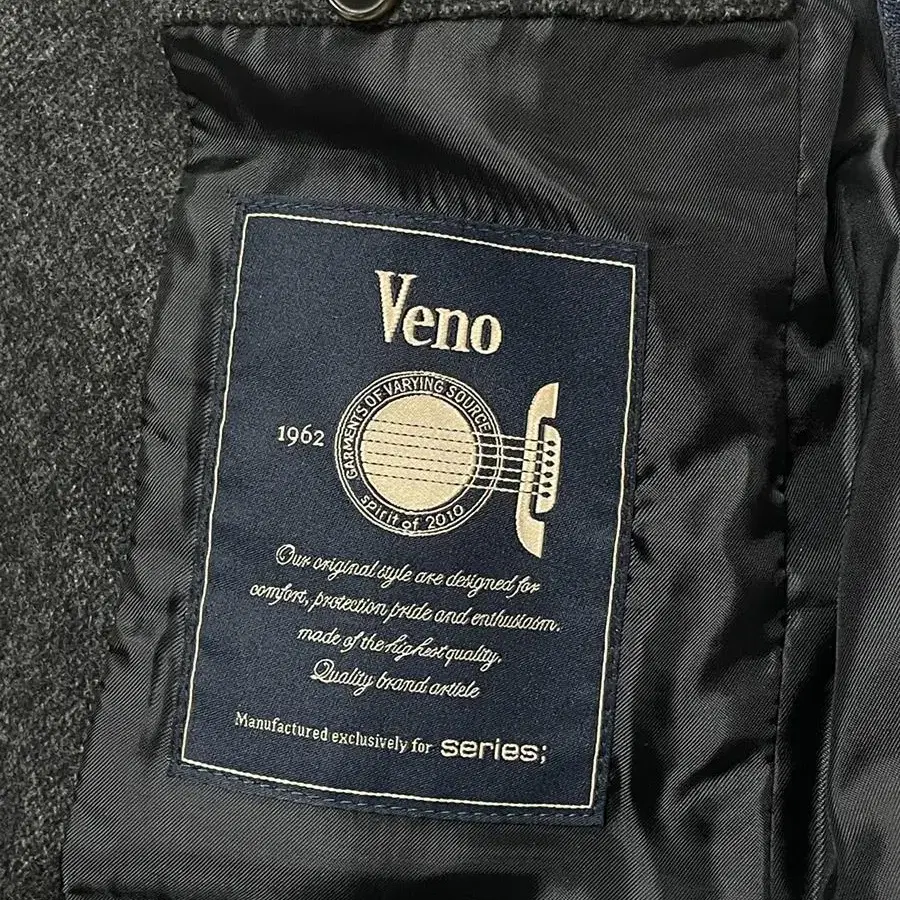 Veno
1962
GARMENTS OF VARYING SOURCE
spirit of 2010
Our original style are designed for
comfort, protection pride and enthusiasm.
made of the highest quality.
Quality brand article
Manufactured exclusively for series;